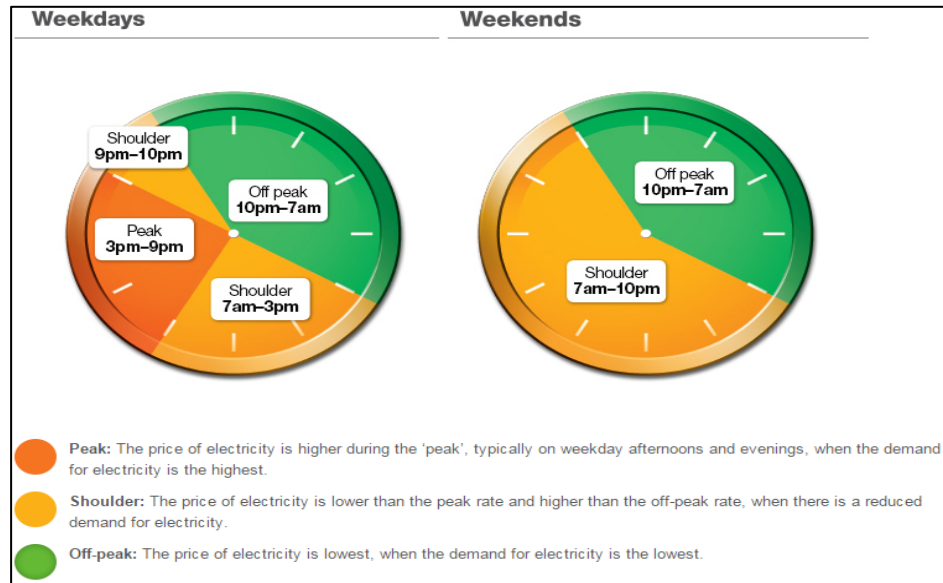 Weekdays
Weekends
Shoulder
9pm–10pm
Off peak
10pm–7am
Peak
3pm–9pm
Shoulder
7am–3pm
Off peak
10pm–7am
Shoulder
7am–10pm
Peak: The price of electricity is higher during the ‘peak’, typically on weekday afternoons and evenings, when the demand
for electricity is the highest.
Shoulder: The price of electricity is lower than the peak rate and higher than the off-peak rate, when there is a reduced
demand for electricity.
Off-peak: The price of electricity is lowest, when the demand for electricity is the lowest.